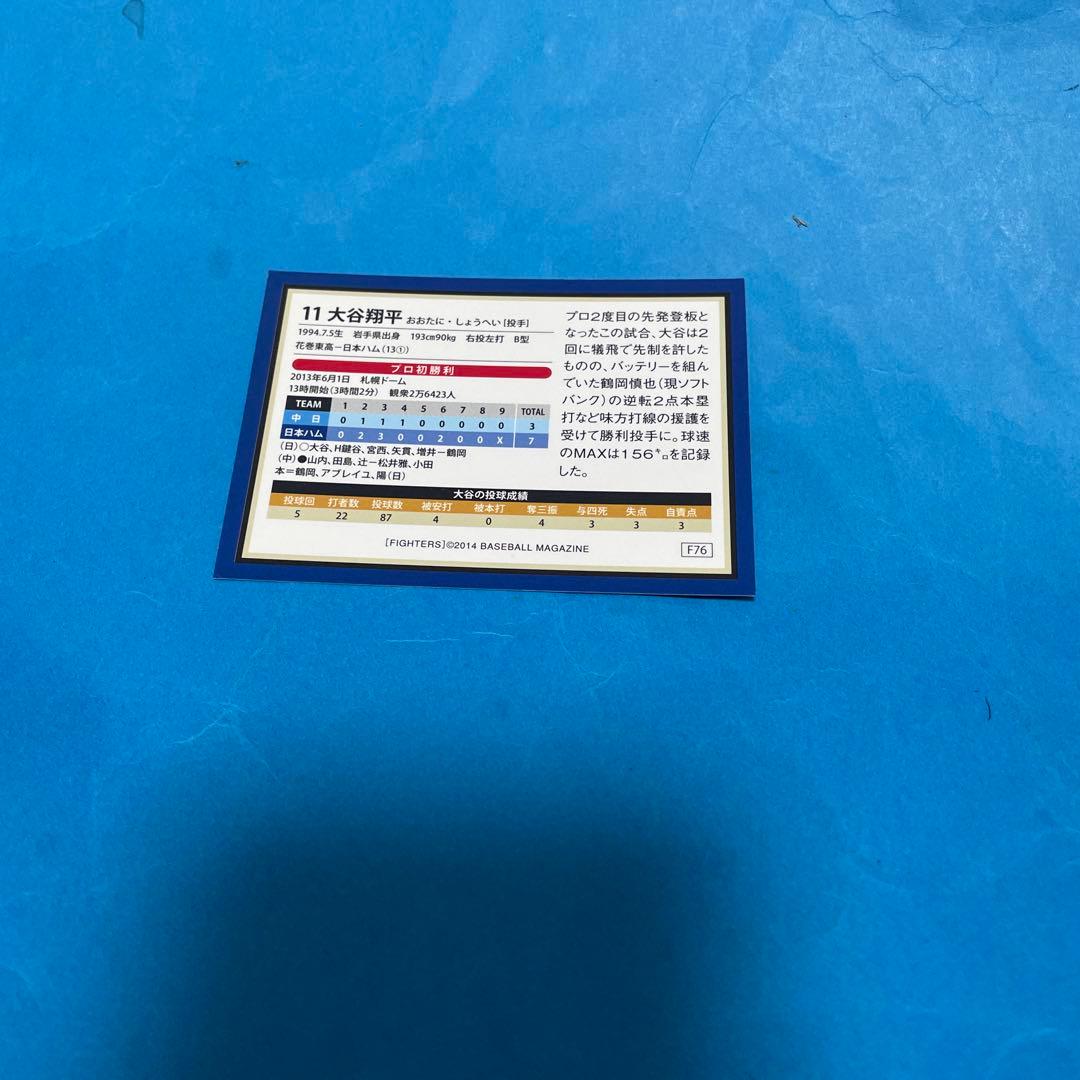 11 大谷翔平 おおたに・しょうへい [投手]
1994.7.5生 岩手県出身 193cm90kg 右投左打 B型
花巻東高－日本ハム(13①)
プロ初勝利
2013年6月1日 札幌ドーム
13時開始(3時間2分) 観衆2万6423人
TEAM 1 2 3 4 5 6 7 8 9 TOTAL
中日 0 1 1 1 0 0 0 0 0 3
日本ハム 0 2 3 0 0 2 0 0 X 7
(日)○大谷、H鍵谷、宮西、矢貫、増井－鶴岡
(中)●山内、田島、辻－松井雅、小田
本＝鶴岡、アブレイユ、陽(日)
プロ2度目の先発登板と
なったこの試合、大谷は2
回に犠飛で先制を許した
ものの、バッテリーを組ん
でいた鶴岡慎也(現ソフト
バンク)の逆転2点本塁
打など味方打線の援護を
受けて勝利投手に。球速
のMAXは156㌔を記録
した。
大谷の投球成績
投球回 打者数 投球数 被安打 被本打 奪三振 与四死 失点 自責点
5 22 87 4 0 4 3 3 3
[FIGHTERS]©2014 BASEBALL MAGAZINE
F76